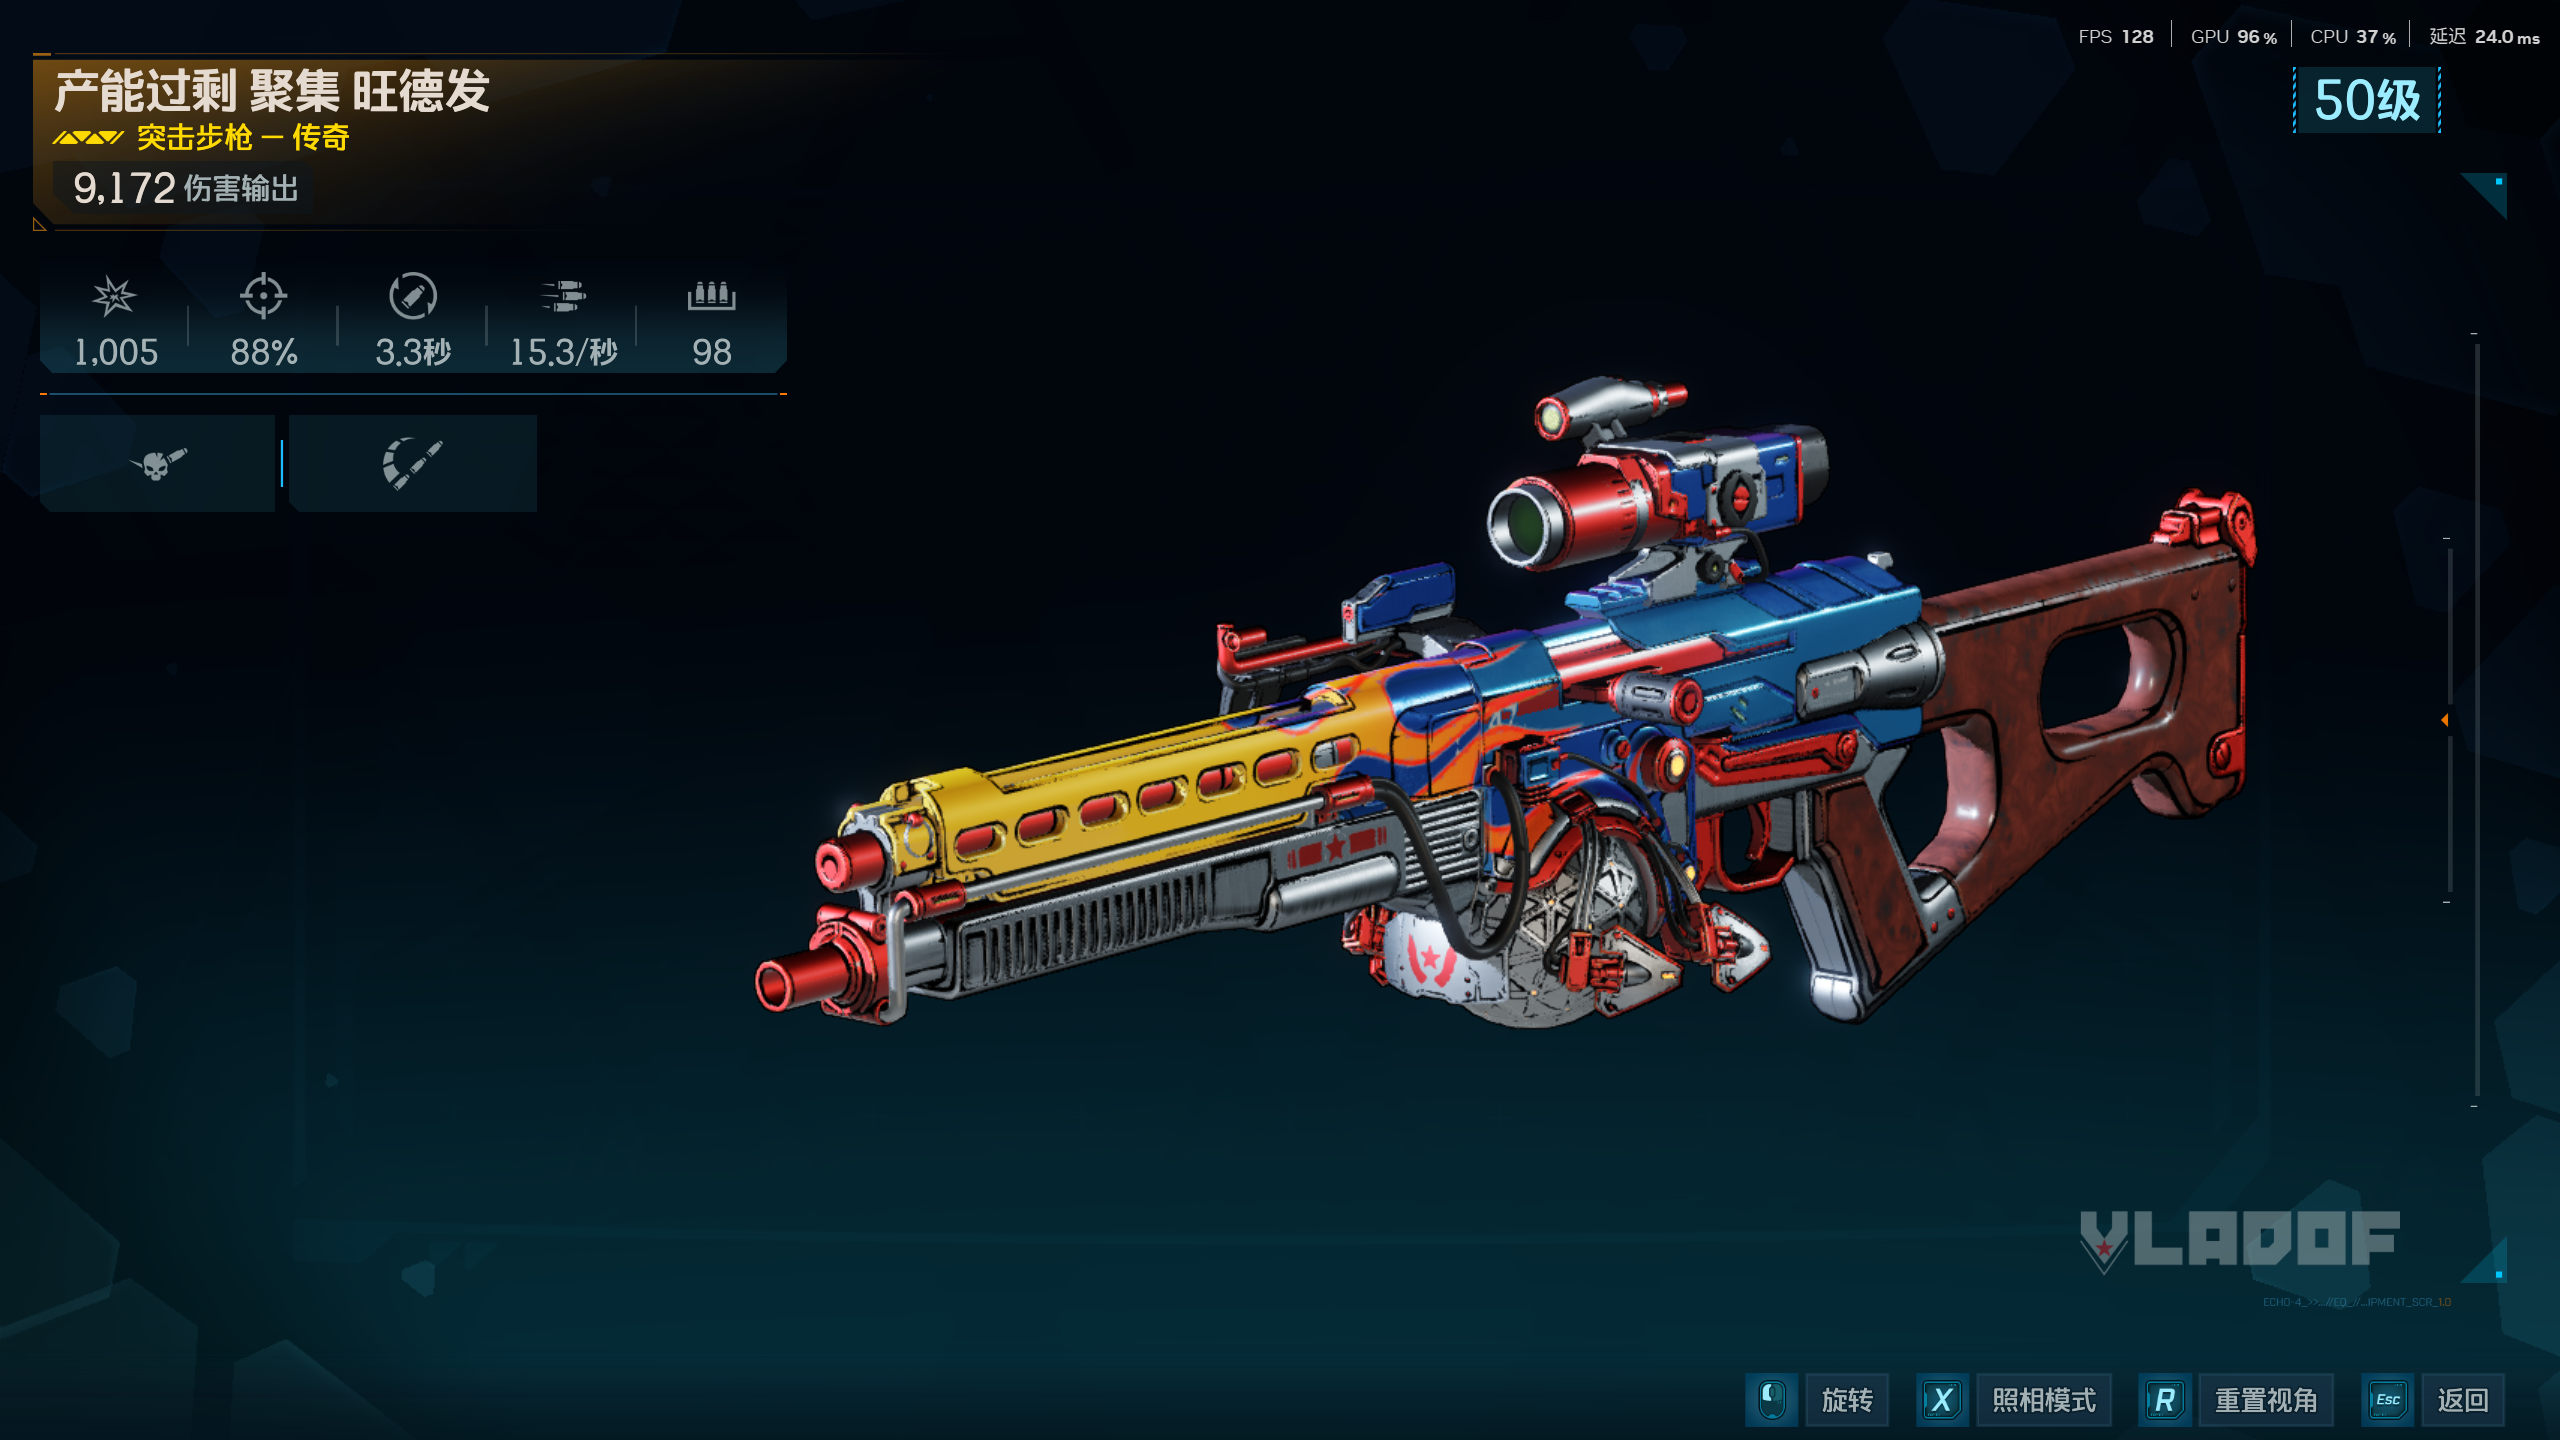 FPS 128 GPU 96% CPU 37% 延迟 24.0 ms
产能过剩 聚集 旺德发
突击步枪 — 传奇
9,172 伤害输出
50级
1,005 88% 3.3秒 15.3/秒 98
VLADOF
旋转 X 照相模式 R 重置视角 Esc 返回